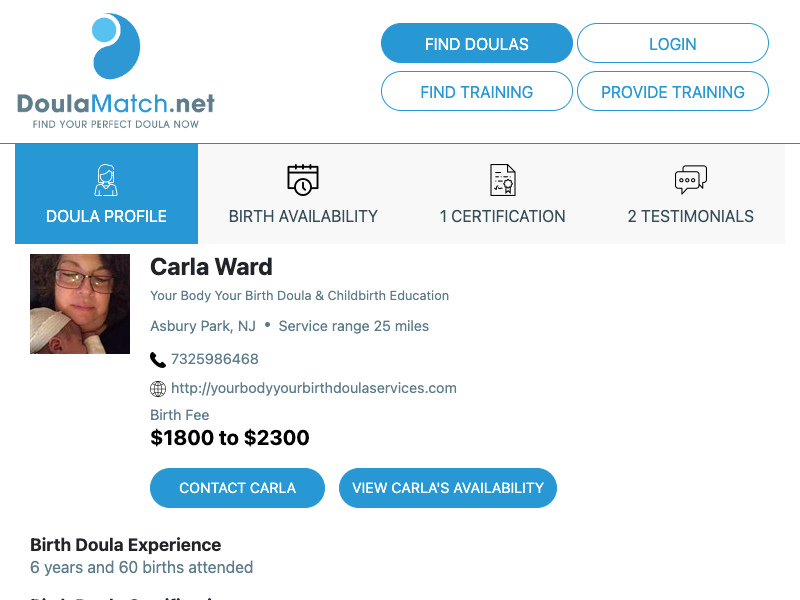 DoulaMatch.net
FIND YOUR PERFECT DOULA NOW
FIND DOULAS
LOGIN
FIND TRAINING
PROVIDE TRAINING
DOULA PROFILE
BIRTH AVAILABILITY
1 CERTIFICATION
2 TESTIMONIALS
Carla Ward
Your Body Your Birth Doula & Childbirth Education
Asbury Park, NJ • Service range 25 miles
7325986468
http://yourbodyyourbirthdoulaservices.com
Birth Fee
$1800 to $2300
CONTACT CARLA
VIEW CARLA'S AVAILABILITY
Birth Doula Experience
6 years and 60 births attended